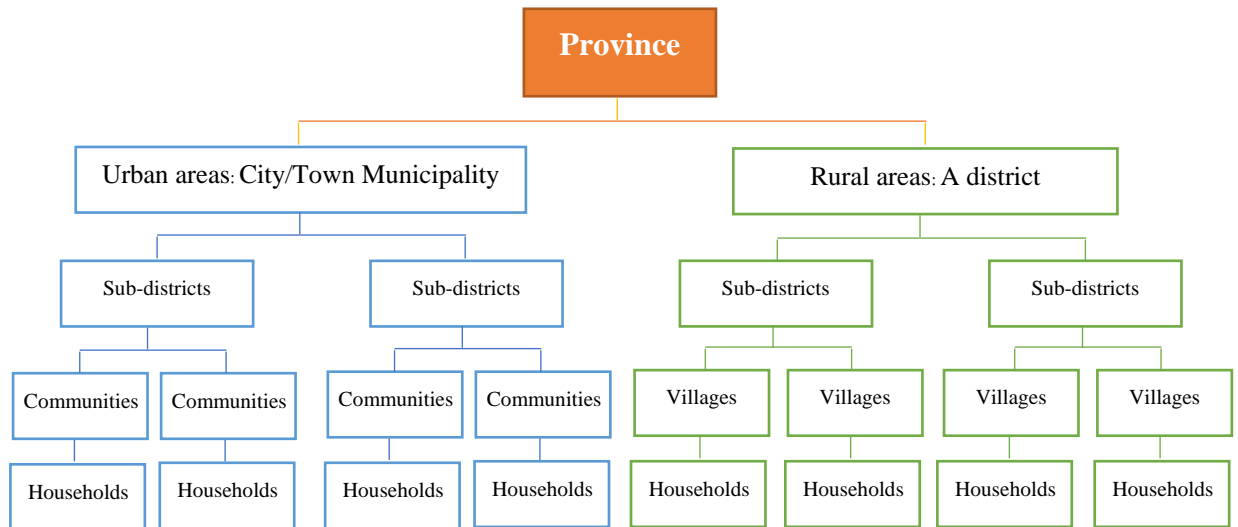 Province
Urban areas: City/Town Municipality
Rural areas: A district
Sub-districts
Sub-districts
Sub-districts
Sub-districts
Communities
Communities
Communities
Communities
Villages
Villages
Villages
Villages
Households
Households
Households
Households
Households
Households
Households
Households